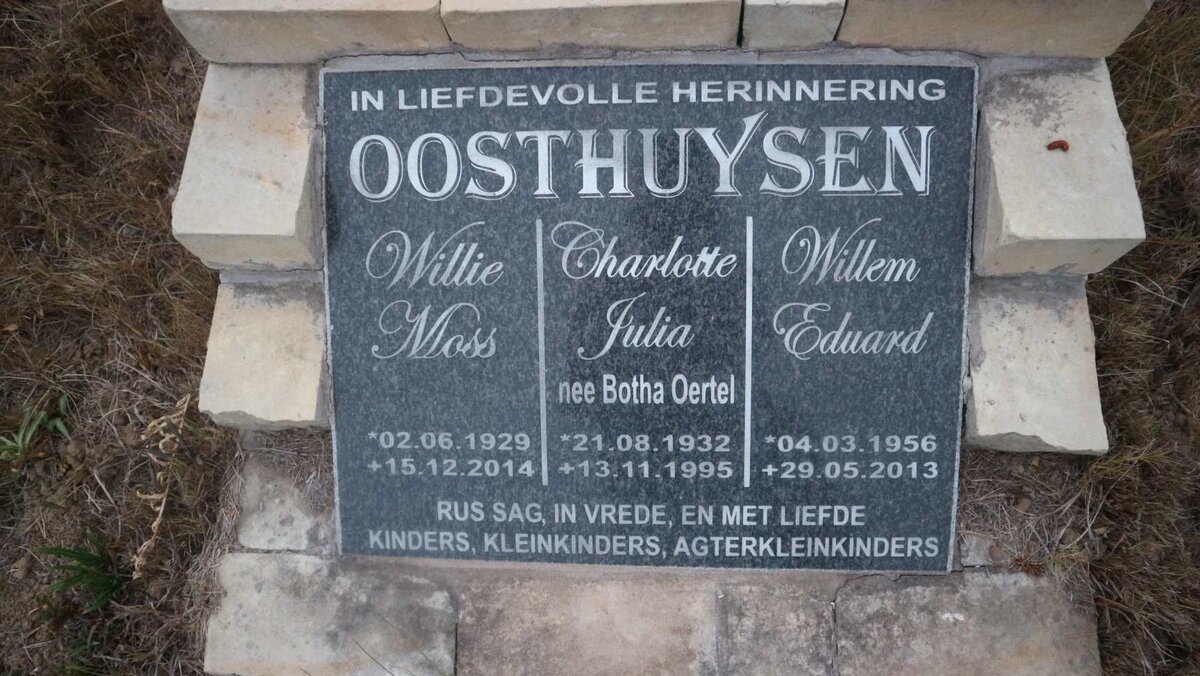 IN LIEFDEVOLLE HERINNERING
OOSTHUYSEN
Willie
Moss
*02.06.1929
+15.12.2014
Charlotte
Julia
nee Botha Oertel
*21.08.1932
+13.11.1995
Willem
Eduard
*04.03.1956
+29.05.2013
RUS SAG, IN VREDE, EN MET LIEFDE
KINDERS, KLEINKINDERS, AGTERKLEINKINDERS